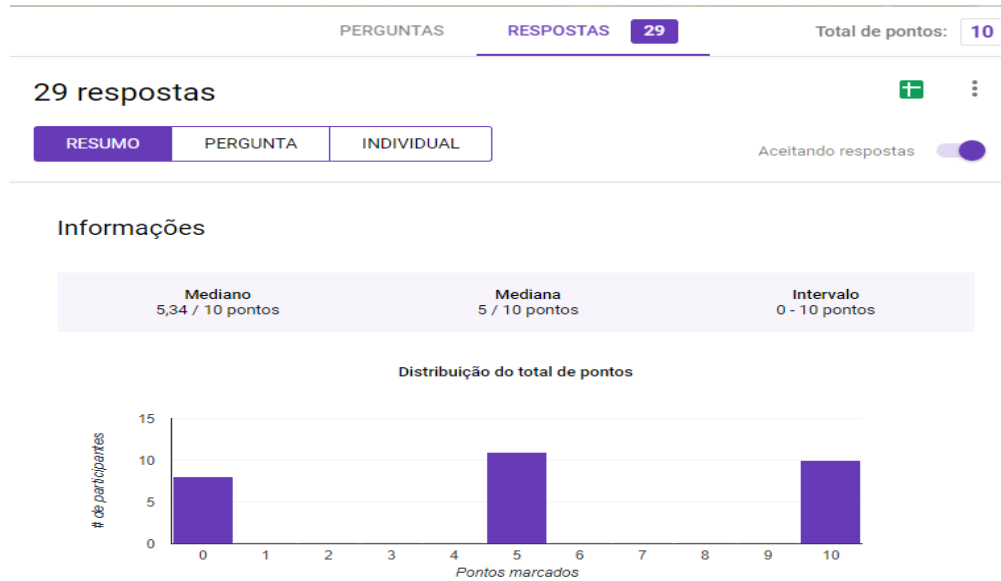 PERGUNTAS RESPOSTAS 29 Total de pontos: 10
29 respostas
RESUMO PERGUNTA INDIVIDUAL
Aceitando respostas
Informações
Mediano Mediana Intervalo
5,34 / 10 pontos 5 / 10 pontos 0 - 10 pontos
Distribuição do total de pontos
# de participantes
15
10
5
0
0 1 2 3 4 5 6 7 8 9 10
Pontos marcados